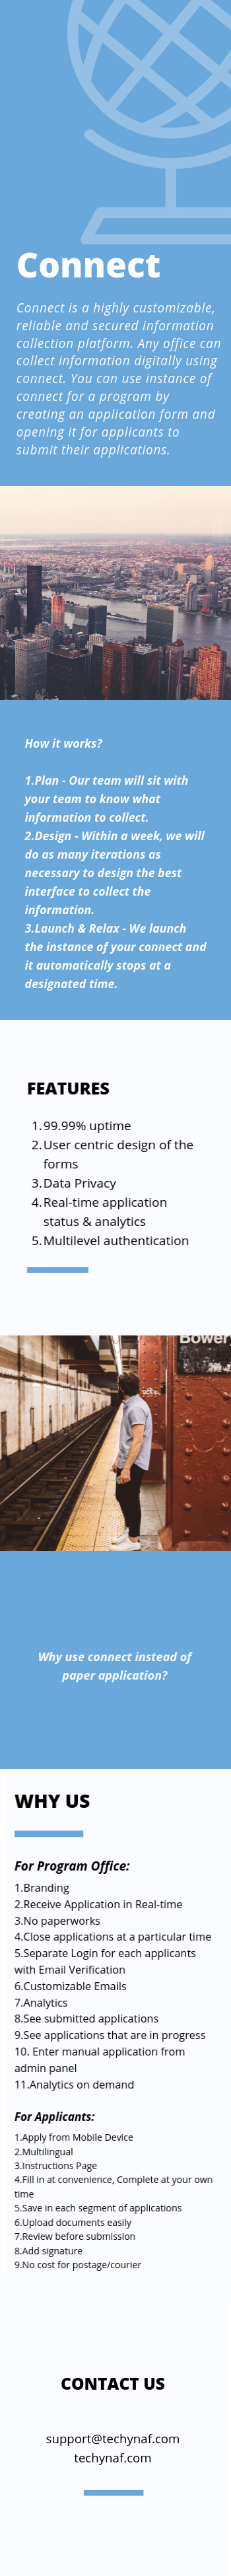 Connect
Connect is a highly customizable,
reliable and secured information
collection platform. Any office can
collect information digitally using
connect. You can use instance of
connect for a program by
creating an application form and
opening it for applicants to
submit their applications.
How it works?
1.Plan - Our team will sit with
your team to know what
information to collect.
2.Design - Within a week, we will
do as many iterations as
necessary to design the best
interface to collect the
information.
3.Launch & Relax - We launch
the instance of your connect and
it automatically stops at a
designated time.
FEATURES
1. 99.99% uptime
2. User centric design of the
forms
3. Data Privacy
4. Real-time application
status & analytics
5. Multilevel authentication
Bower
Why use connect instead of
paper application?
WHY US
For Program Office:
1.Branding
2.Receive Application in Real-time
3.No paperworks
4.Close applications at a particular time
5.Separate Login for each applicants
with Email Verification
6.Customizable Emails
7.Analytics
8.See submitted applications
9.See applications that are in progress
10. Enter manual application from
admin panel
11.Analytics on demand
For Applicants:
1.Apply from Mobile Device
2.Multilingual
3.Instructions Page
4.Fill in at convenience, Complete at your own
time
5.Save in each segment of applications
6.Upload documents easily
7.Review before submission
8.Add signature
9.No cost for postage/courier
CONTACT US
support@techynaf.com
techynaf.com